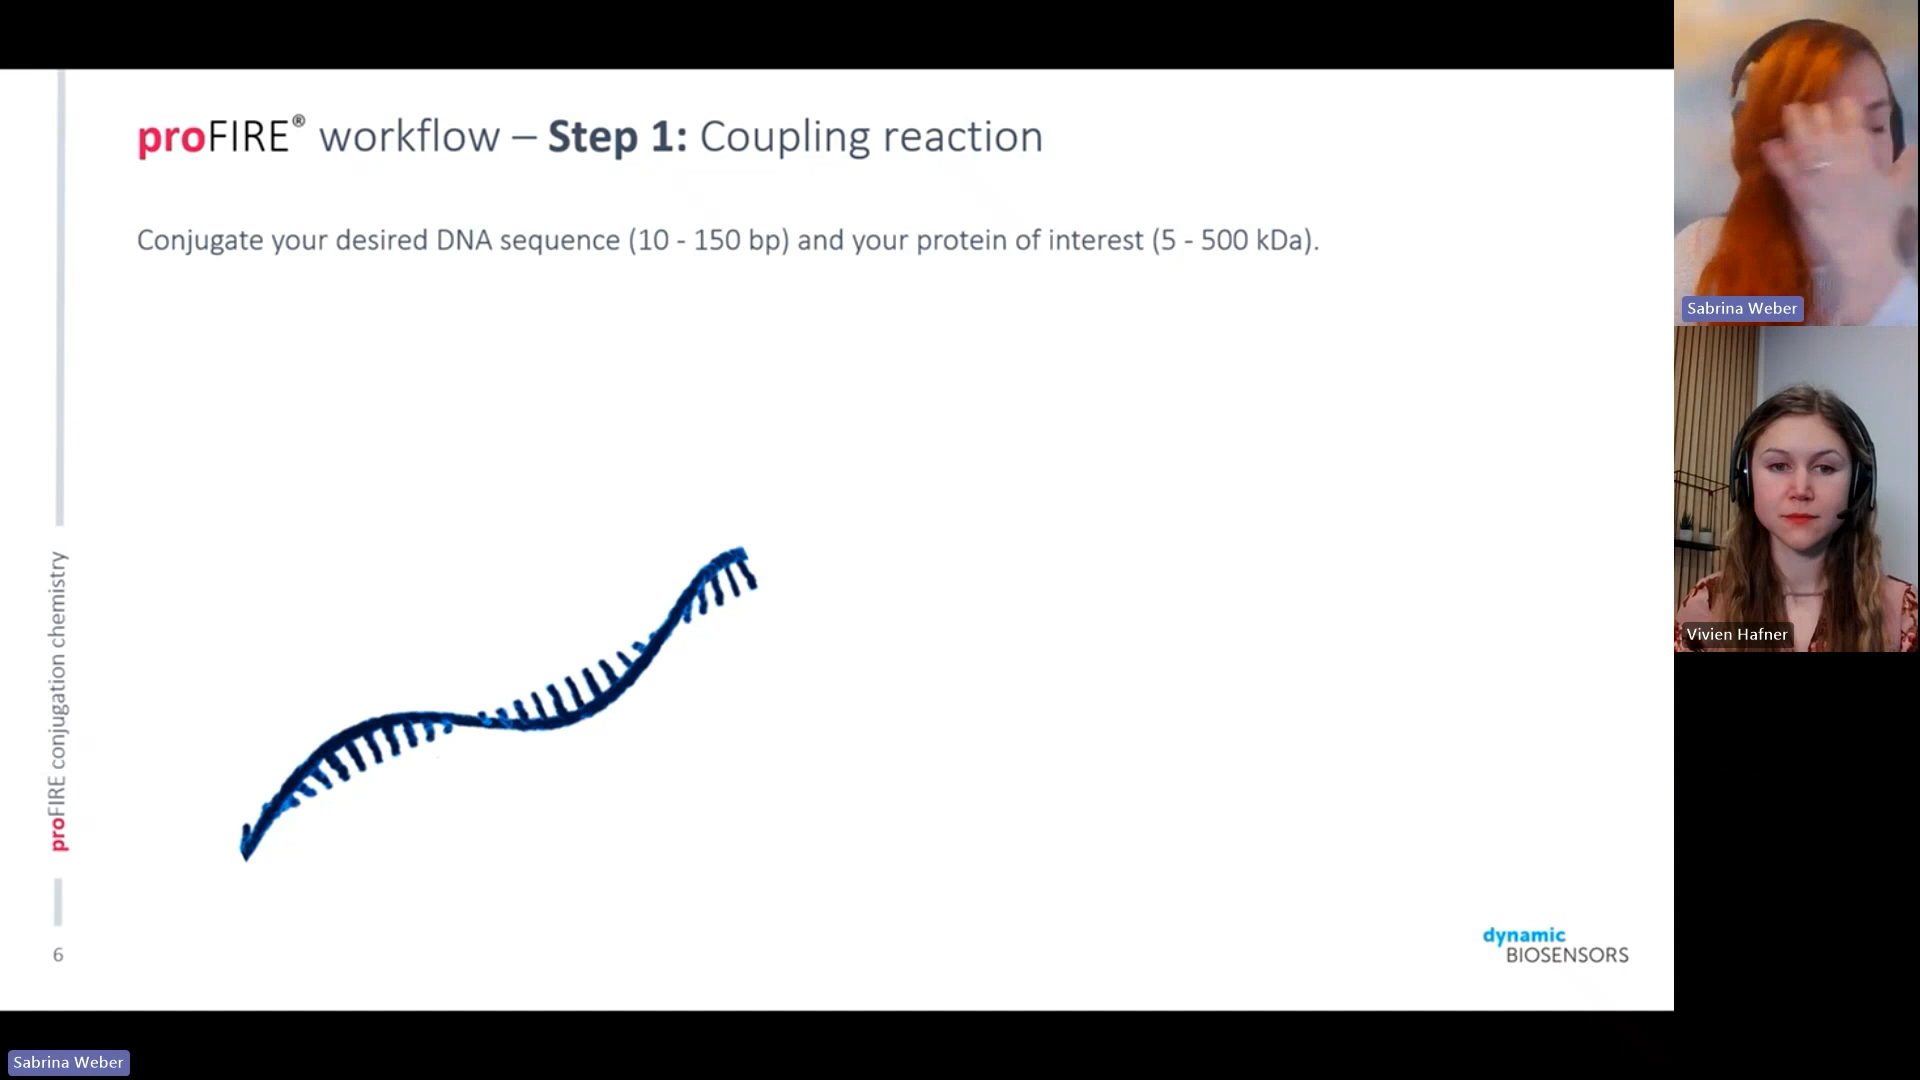 proFIRE® workflow – Step 1: Coupling reaction
Conjugate your desired DNA sequence (10 - 150 bp) and your protein of interest (5 - 500 kDa).
proFIRE conjugation chemistry
6
dynamic
BIOSENSORS
Sabrina Weber
Vivien Hafner
Sabrina Weber